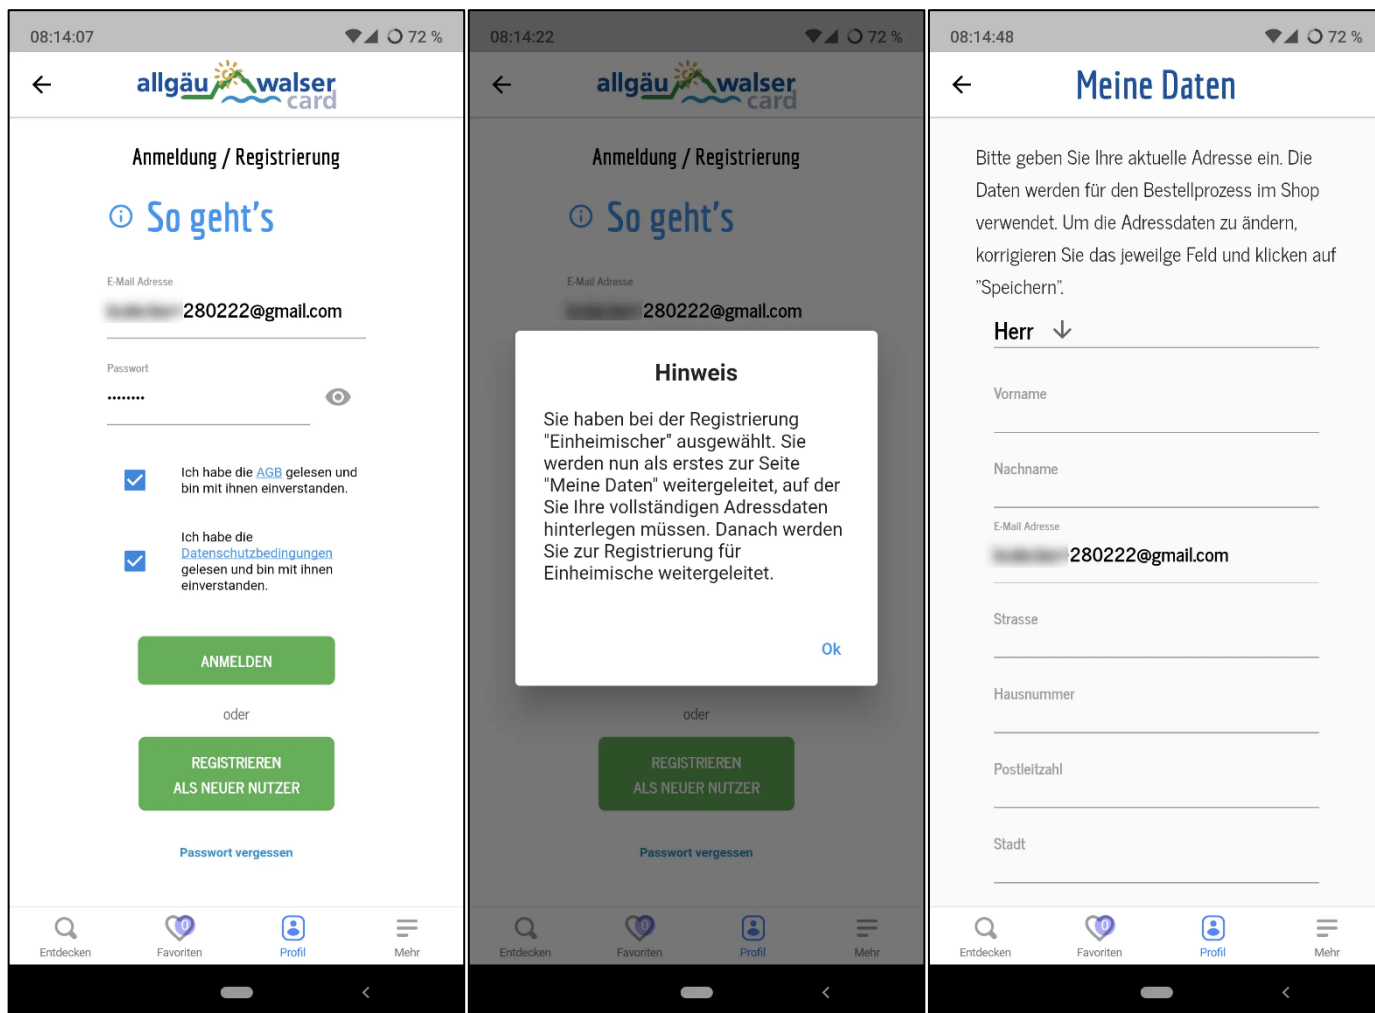 08:14:07
72 %
allgäu walser
card
Anmeldung / Registrierung
So geht's
E-Mail Adresse
280222@gmail.com
Passwort
••••••••
Ich habe die AGB gelesen und
bin mit ihnen einverstanden.
Ich habe die
Datenschutzbedingungen
gelesen und bin mit ihnen
einverstanden.
ANMELDEN
oder
REGISTRIEREN
ALS NEUER NUTZER
Passwort vergessen
Entdecken
0
Favoriten
Profil
Mehr
08:14:22
72 %
allgäu walser
card
Anmeldung / Registrierung
So geht's
E-Mail Adresse
280222@gmail.com
Hinweis
Sie haben bei der Registrierung
"Einheimischer" ausgewählt. Sie
werden nun als erstes zur Seite
"Meine Daten" weitergeleitet, auf der
Sie Ihre vollständigen Adressdaten
hinterlegen müssen. Danach werden
Sie zur Registrierung für
Einheimische weitergeleitet.
Ok
oder
REGISTRIEREN
ALS NEUER NUTZER
Passwort vergessen
Entdecken
0
Favoriten
Profil
Mehr
08:14:48
72 %
Meine Daten
Bitte geben Sie Ihre aktuelle Adresse ein. Die
Daten werden für den Bestellprozess im Shop
verwendet. Um die Adressdaten zu ändern,
korrigieren Sie das jeweilge Feld und klicken auf
"Speichern".
Herr
Vorname
Nachname
E-Mail Adresse
280222@gmail.com
Strasse
Hausnummer
Postleitzahl
Stadt
Entdecken
0
Favoriten
Profil
Mehr